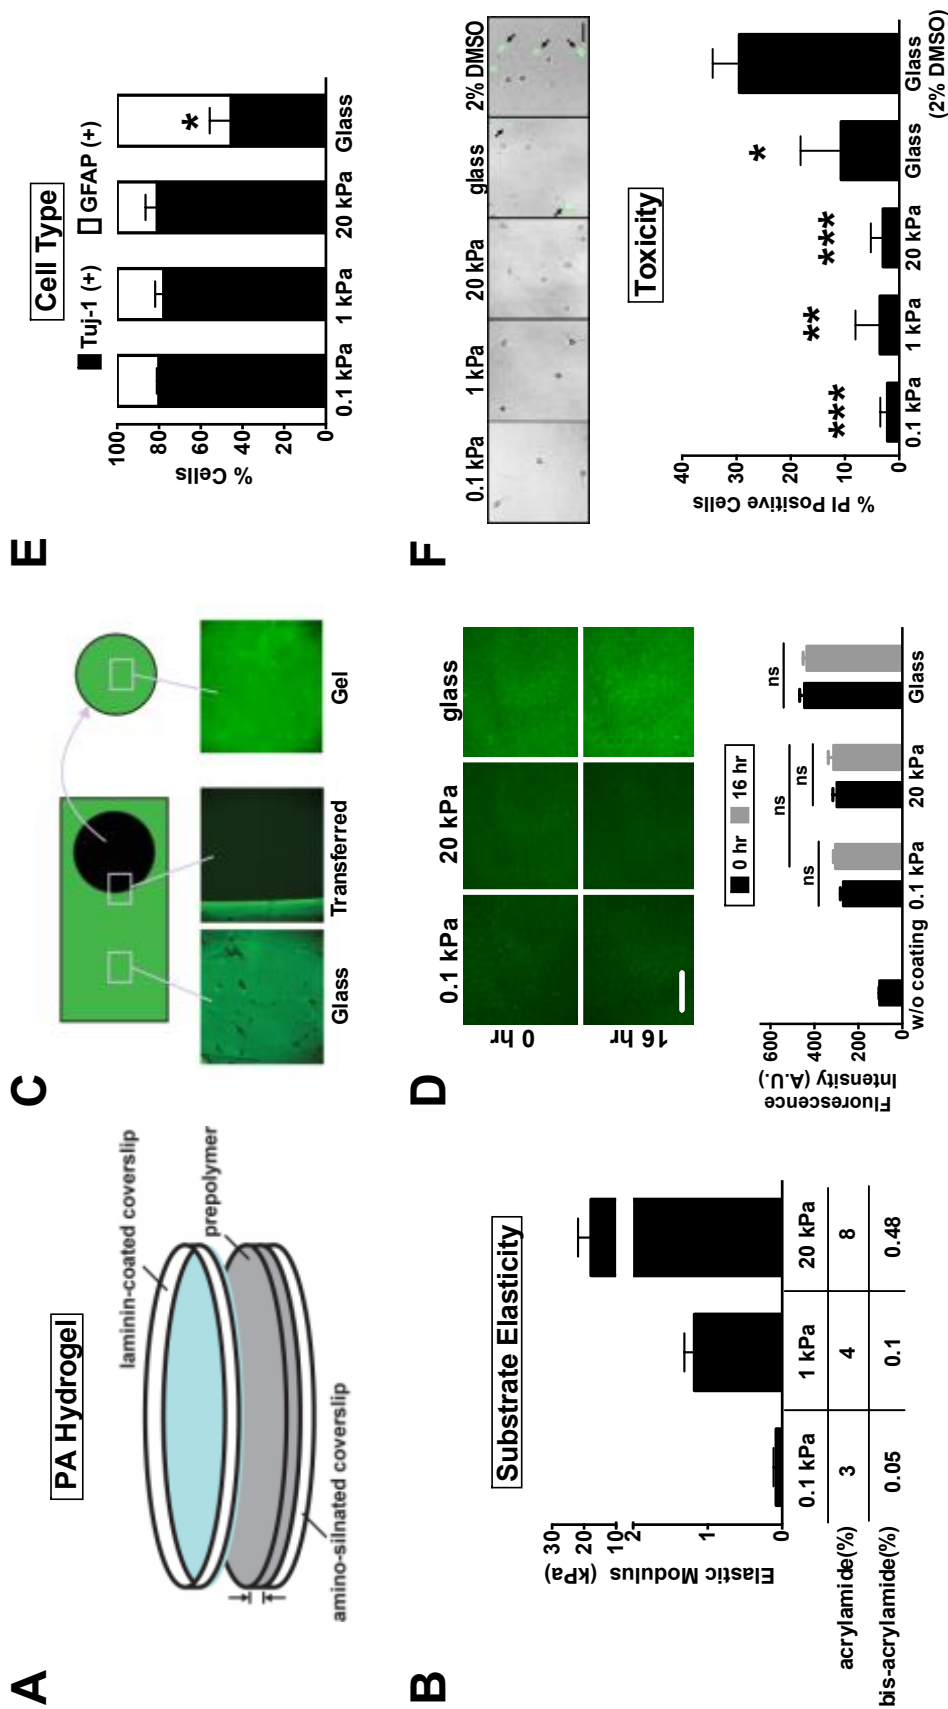 A
PA Hydrogel
laminin-coated coverslip
prepolymer
amino-silnated coverslip
B
Substrate Elasticity
Elastic Modulus (kPa)
30
20
10
2
1
0
0.1 kPa 1 kPa 20 kPa
acrylamide(%) 3 4 8
bis-acrylamide(%) 0.05 0.1 0.48
C
Glass Transferred Gel
D
0.1 kPa 20 kPa glass
0 hr
16 hr
0 hr 16 hr
ns
ns
ns
ns
Fluorescence
Intensity (A.U.)
600
400
200
0
w/o coating 0.1 kPa 20 kPa Glass
E
Cell Type
Tuj-1 (+) GFAP (+)
% Cells
100
80
60
40
20
0
*
0.1 kPa 1 kPa 20 kPa Glass
F
0.1 kPa 1 kPa 20 kPa glass 2% DMSO
Toxicity
% PI Positive Cells
40
30
20
10
0
*** ** *** *
0.1 kPa 1 kPa 20 kPa Glass Glass
(2% DMSO)